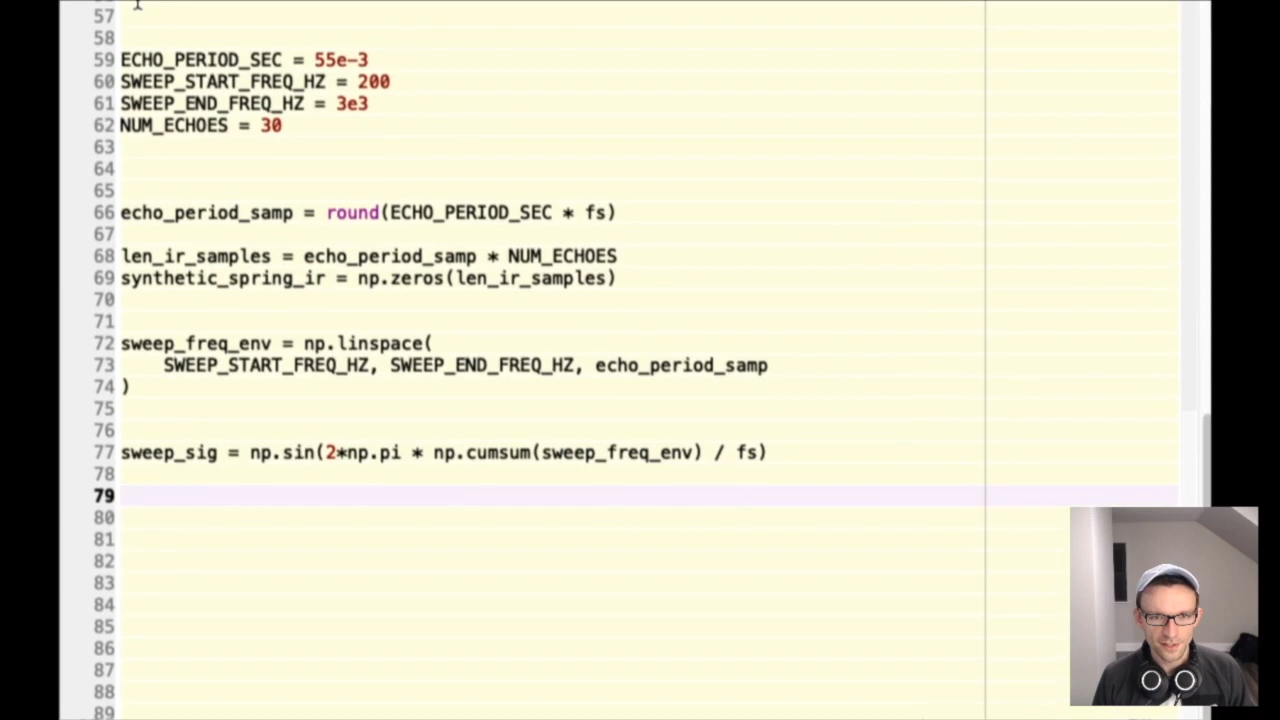 57
58
59 ECHO_PERIOD_SEC = 55e-3
60 SWEEP_START_FREQ_HZ = 200
61 SWEEP_END_FREQ_HZ = 3e3
62 NUM_ECHOES = 30
63
64
65
66 echo_period_samp = round(ECHO_PERIOD_SEC * fs)
67
68 len_ir_samples = echo_period_samp * NUM_ECHOES
69 synthetic_spring_ir = np.zeros(len_ir_samples)
70
71
72 sweep_freq_env = np.linspace(
73 SWEEP_START_FREQ_HZ, SWEEP_END_FREQ_HZ, echo_period_samp
74 )
75
76
77 sweep_sig = np.sin(2*np.pi * np.cumsum(sweep_freq_env) / fs)
78
79
80
81
82
83
84
85
86
87
88
89